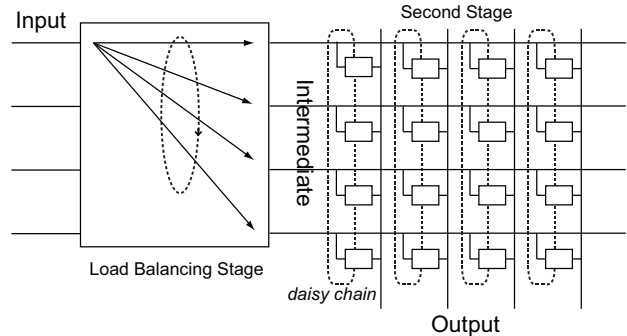 Input
Second Stage
Intermediate
Load Balancing Stage
daisy chain
Output